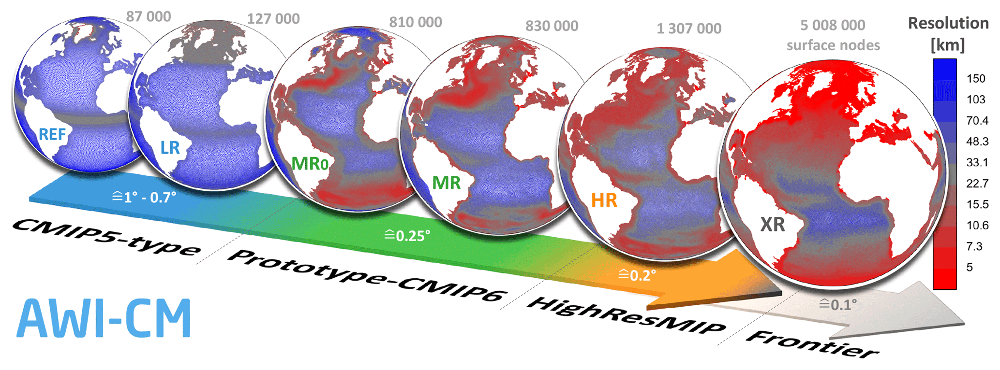 87 000
127 000
810 000
830 000
1 307 000
5 008 000
surface nodes
Resolution
[km]
150
103
70.4
48.3
33.1
22.7
15.5
10.6
7.3
5
REF
LR
MR0
MR
HR
XR
≙1° - 0.7°
≙0.25°
≙0.2°
≙0.1°
CMIP5-type
Prototype-CMIP6
HighResMIP
Frontier
AWI-CM